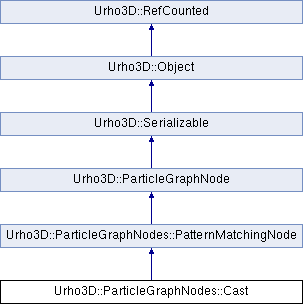 Urho3D::RefCounted
Urho3D::Object
Urho3D::Serializable
Urho3D::ParticleGraphNode
Urho3D::ParticleGraphNodes::PatternMatchingNode
Urho3D::ParticleGraphNodes::Cast